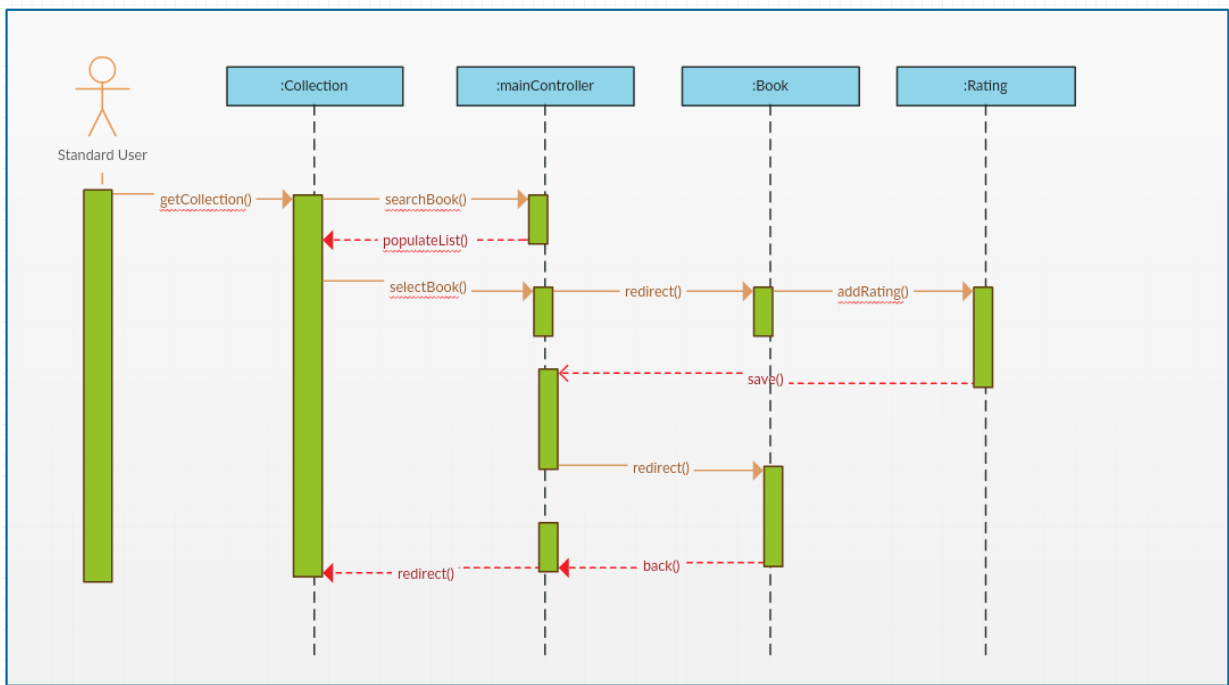 :Collection
:mainController
:Book
:Rating
Standard User
getCollection()
searchBook()
populateList()
selectBook()
redirect()
addRating()
save()
redirect()
back()
redirect()